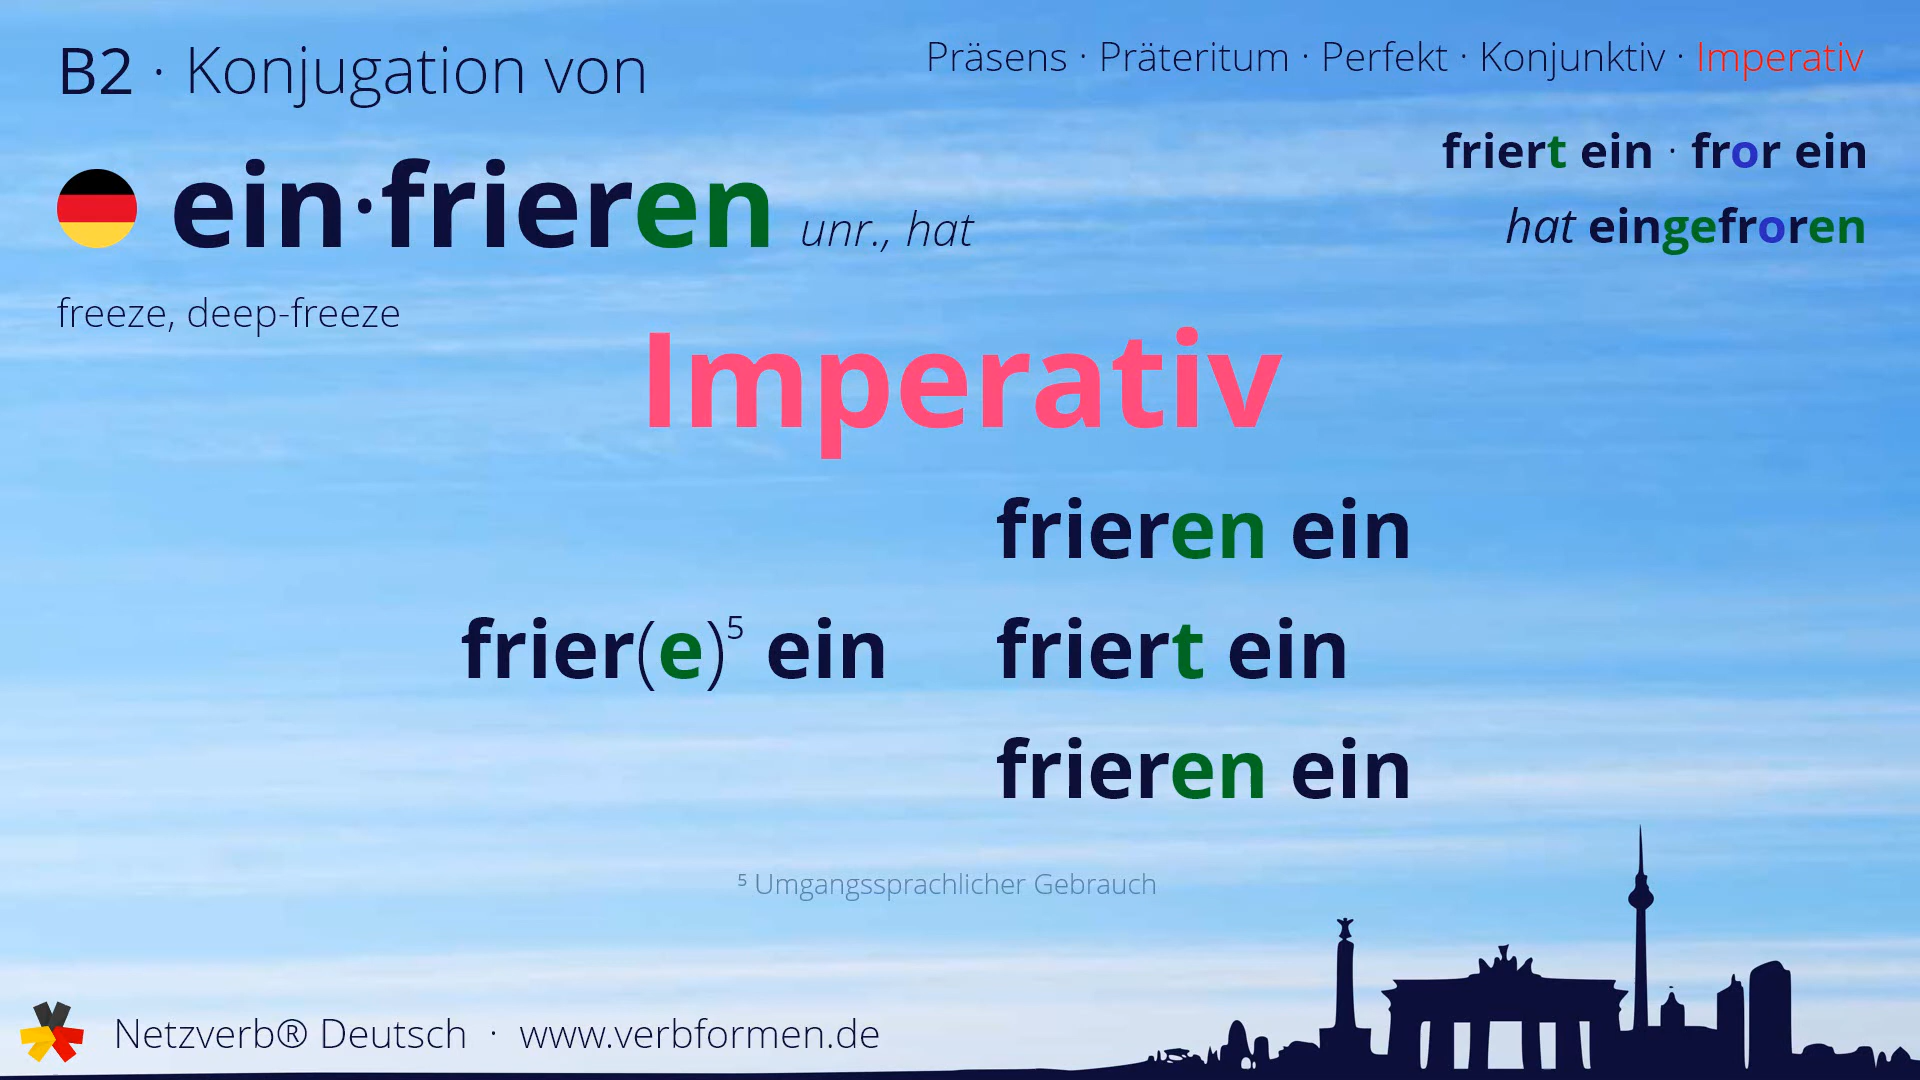 B2 · Konjugation von
Präsens · Präteritum · Perfekt · Konjunktiv · Imperativ
ein·frieren unr., hat
friert ein · fror ein
hat eingefroren
freeze, deep-freeze
Imperativ
frieren ein
frier(e)⁵ ein friert ein
frieren ein
⁵ Umgangssprachlicher Gebrauch
Netzverb® Deutsch · www.verbformen.de